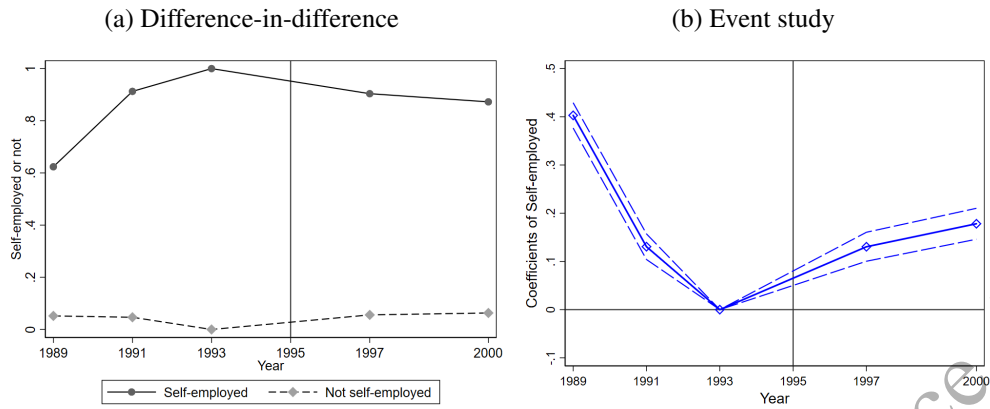 (a) Difference-in-difference
Self-employed or not
1
.8
.6
.4
.2
0
1989 1991 1993 1995 1997 2000
Year
Self-employed Not self-employed
(b) Event study
Coefficients of Self-employed
.5
.4
.3
.2
.1
0
-.1
1989 1991 1993 1995 1997 2000
Year